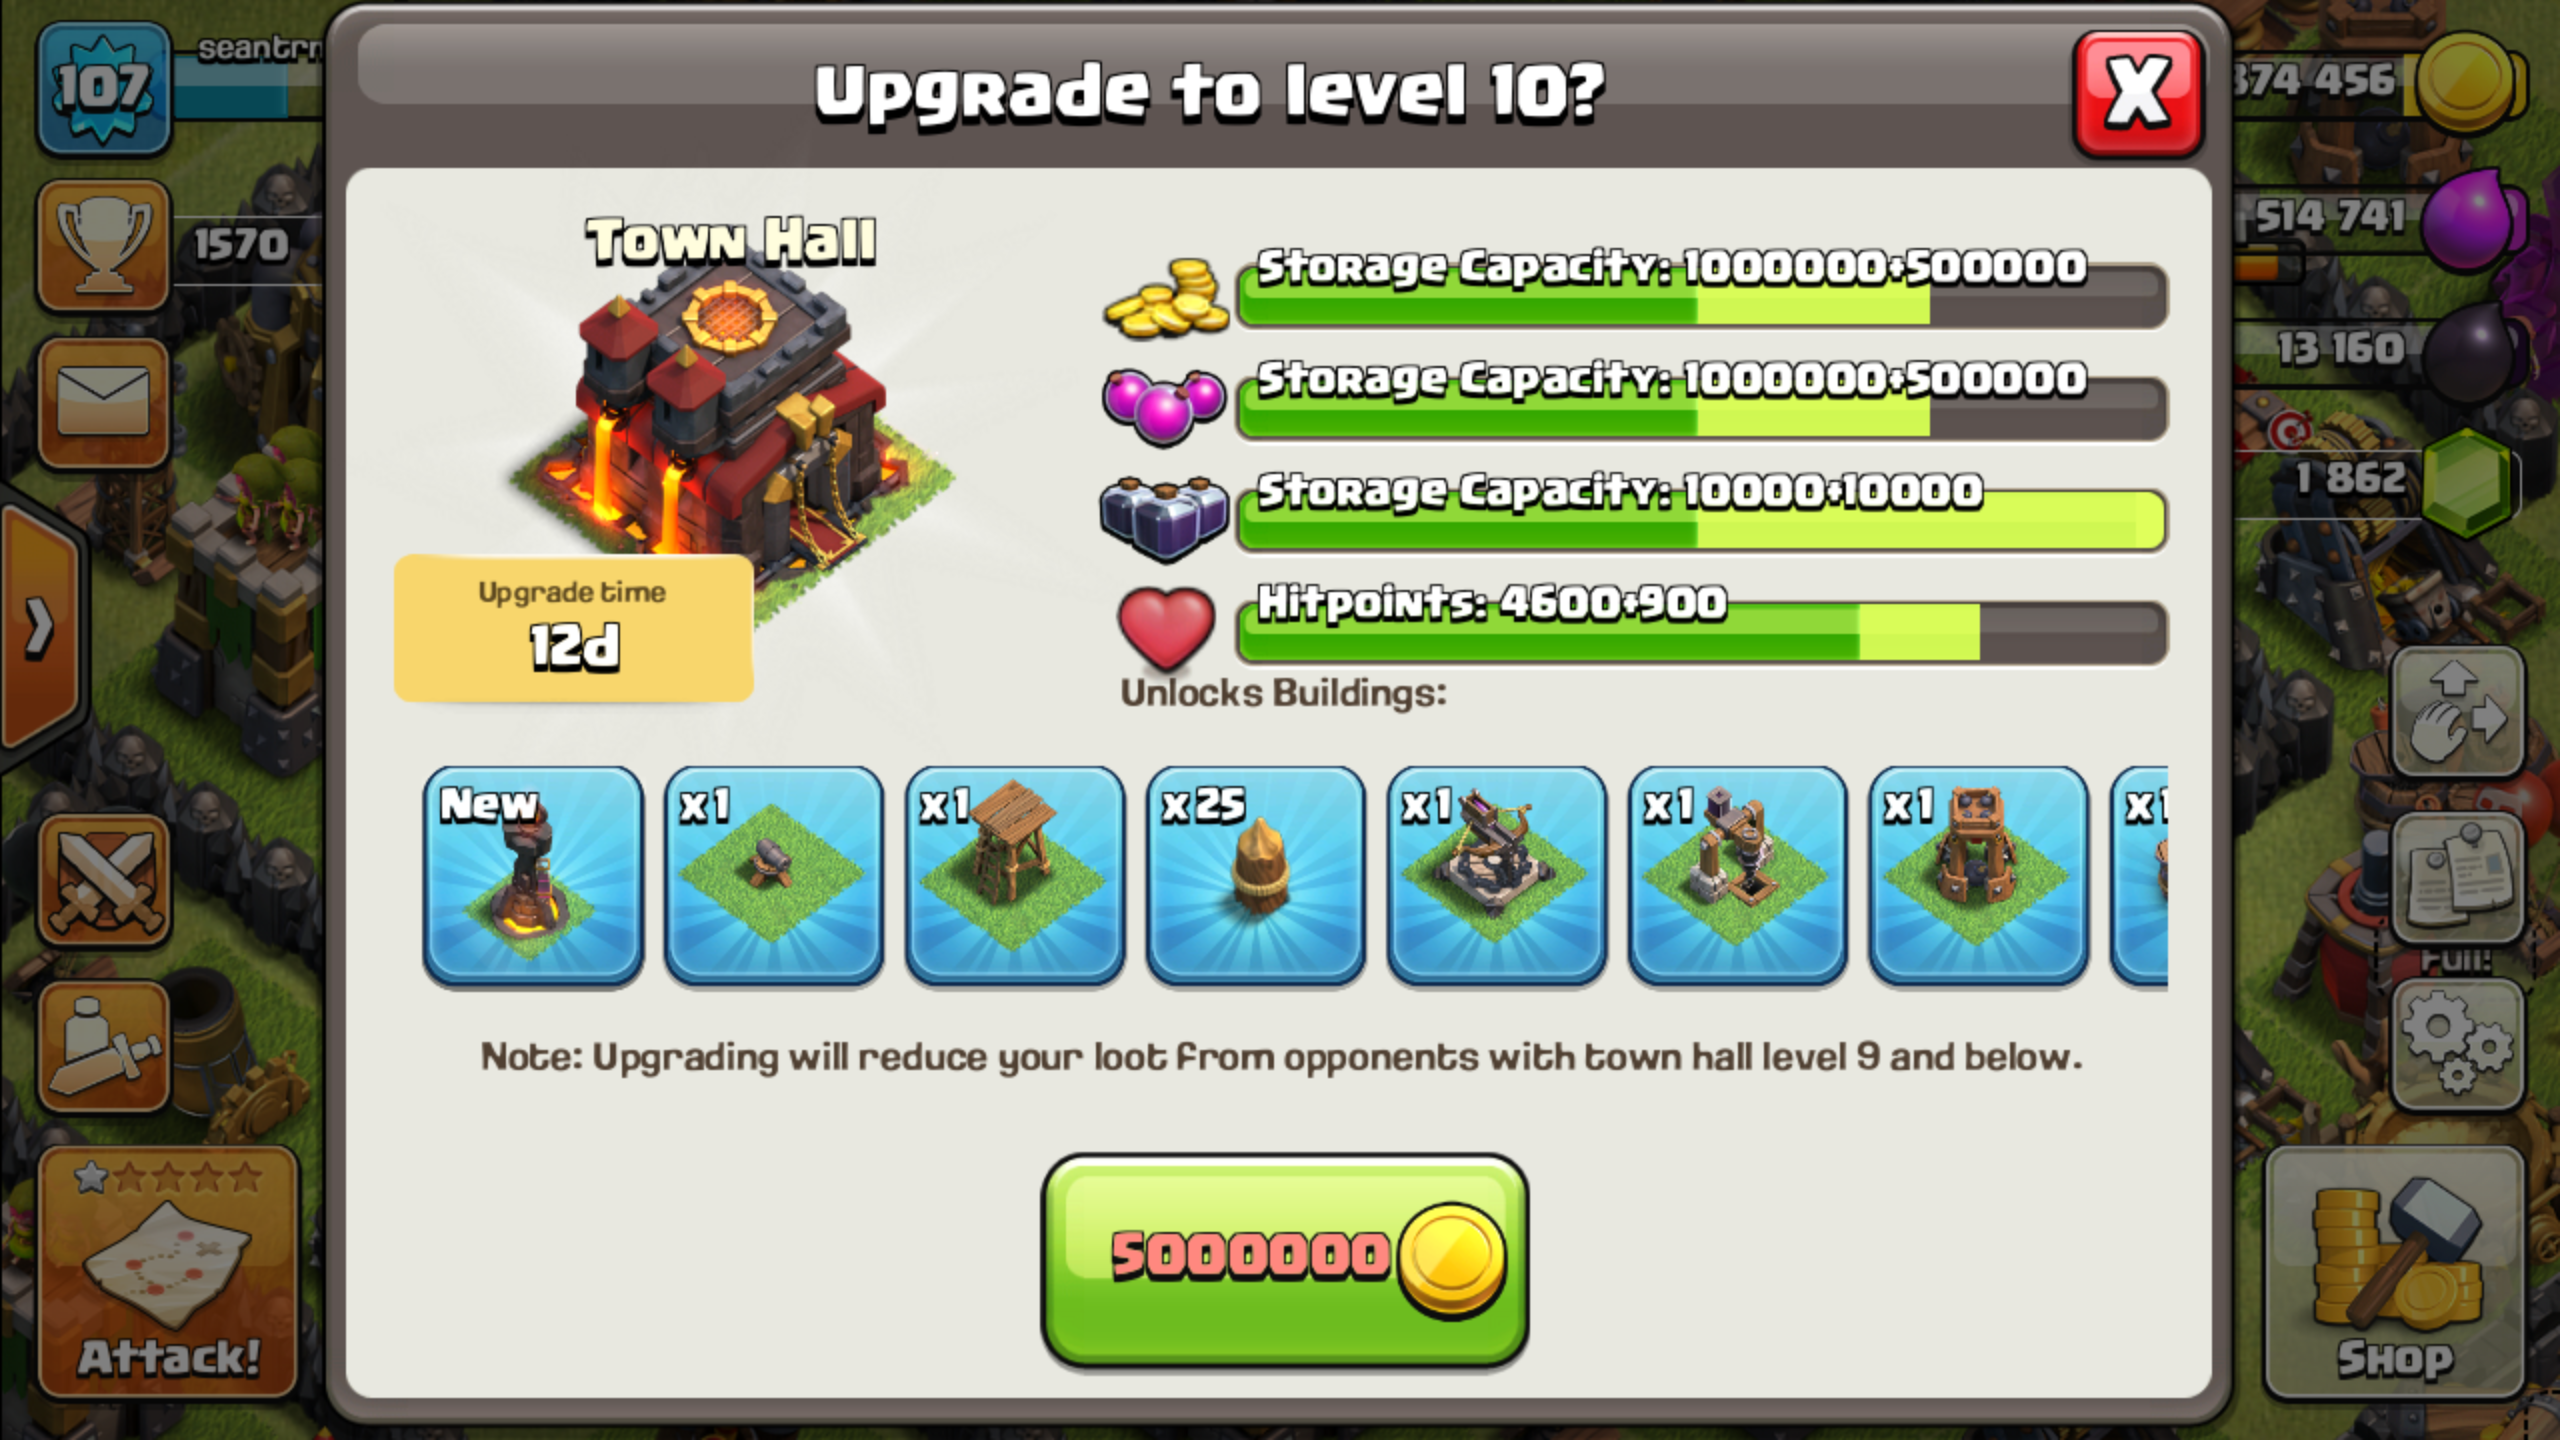 Upgrade to level 10?
X
107
1570
514 741
13 160
1 862
Town Hall
Upgrade time
12d
Storage Capacity: 1000000+500000
Storage Capacity: 1000000+500000
Storage Capacity: 10000+10000
Hitpoints: 4600+900
Unlocks Buildings:
New
x1
x1
x25
x1
x1
x1
x1
Note: Upgrading will reduce your loot from opponents with town hall level 9 and below.
5000000
Full!
Attack!
Shop